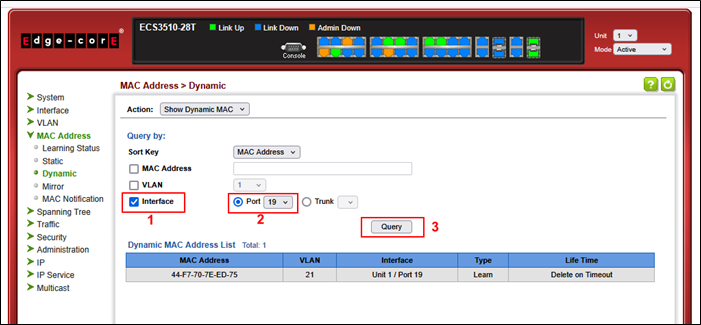 Edge-corE
ECS3510-28T Link Up Link Down Admin Down
Console
Unit 1
Mode Active
MAC Address > Dynamic
?
System
Interface
VLAN
MAC Address
Learning Status
Static
Dynamic
Mirror
MAC Notification
Spanning Tree
Traffic
Security
Administration
IP
IP Service
Multicast
Action: Show Dynamic MAC
Query by:
Sort Key MAC Address
MAC Address
VLAN 1
Interface Port 19 Trunk
1 2
Query 3
Dynamic MAC Address List Total: 1
MAC Address VLAN Interface Type Life Time
44-F7-70-7E-ED-75 21 Unit 1 / Port 19 Learn Delete on Timeout